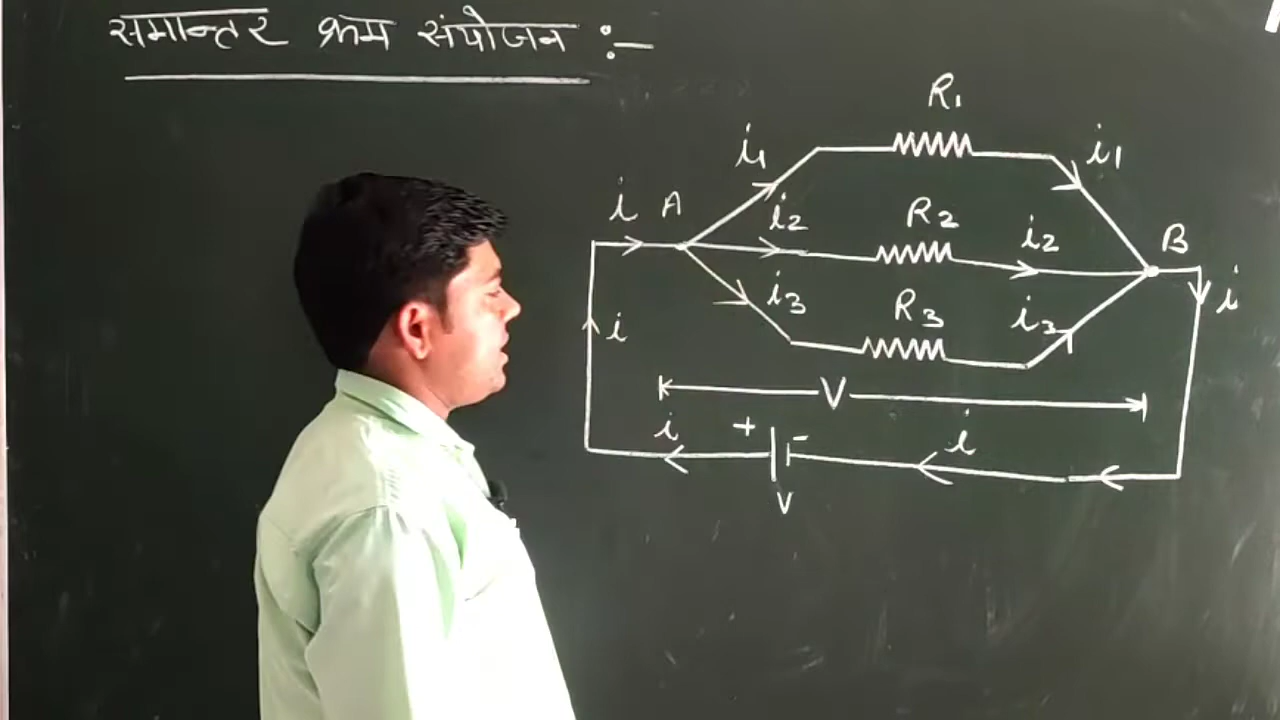 समान्तर क्रम संयोजन :-
R1
i1 i1
i A i2 R2 i2 B
i3 R3 i3 i
i
V
i + - i
V